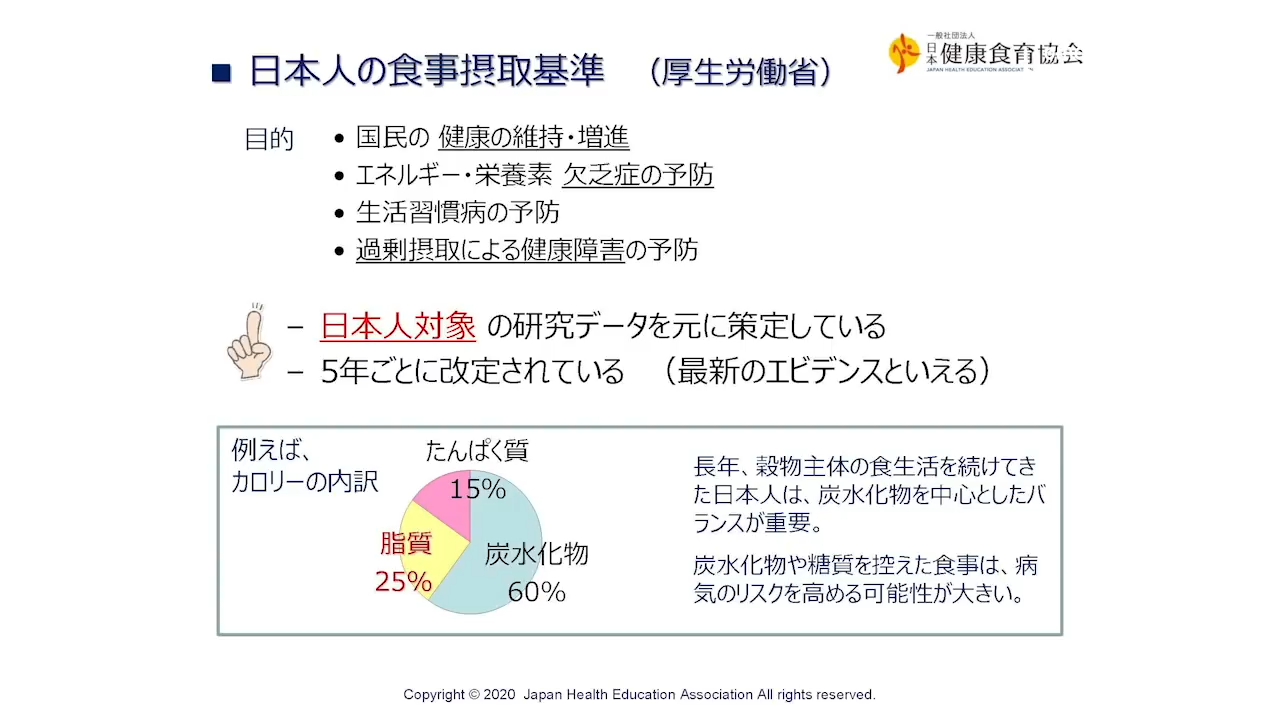 一般社団法人
日本 健康食育協会
JAPAN HEALTH EDUCATION ASSOCIAT
■ 日本人の食事摂取基準 （厚生労働省）
目的 ● 国民の 健康の維持・増進
● エネルギー・栄養素 欠乏症の予防
● 生活習慣病の予防
● 過剰摂取による健康障害の予防
– 日本人対象 の研究データを元に策定している
– 5年ごとに改定されている （最新のエビデンスといえる）
例えば、
カロリーの内訳
たんぱく質
15%
脂質
25%
炭水化物
60%
長年、穀物主体の食生活を続けてき
た日本人は、炭水化物を中心としたバ
ランスが重要。
炭水化物や糖質を控えた食事は、病
気のリスクを高める可能性が大きい。
Copyright © 2020 Japan Health Education Association All rights reserved.